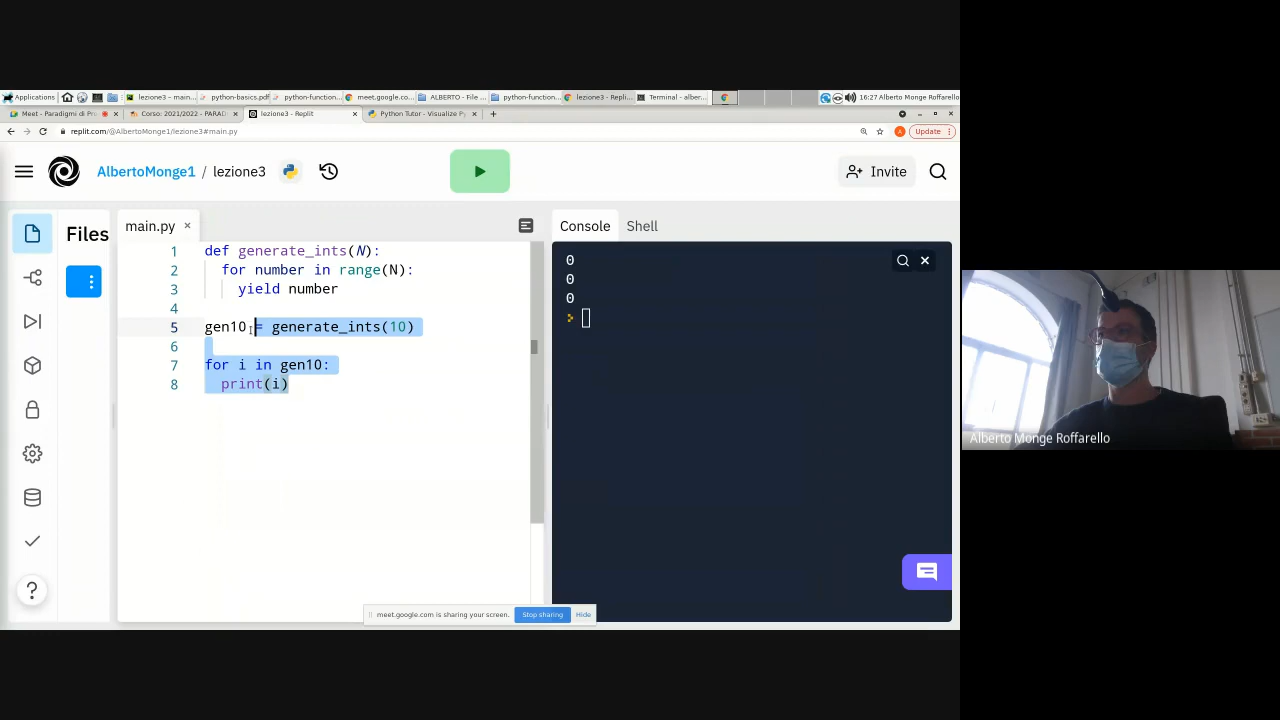 Applications
lezione3 – main....
python-basics.pdf
python-function...
meet.google.co...
ALBERTO - File ...
python-function...
lezione3 - Repli...
Terminal - alber...
16:27 Alberto Monge Roffarello
Meet - Paradigmi di Pr
Corso: 2021/2022 - PARAD
lezione3 - Replit
Python Tutor - Visualize Py
replit.com/@AlbertoMonge1/lezione3#main.py
A
Update
AlbertoMonge1 / lezione3
Invite
Files
main.py
Console
Shell
1 def generate_ints(N):
2 for number in range(N):
3 yield number
4
5 gen10 = generate_ints(10)
6
7 for i in gen10:
8 print(i)
0
0
0
Alberto Monge Roffarello
?
meet.google.com is sharing your screen.
Stop sharing
Hide